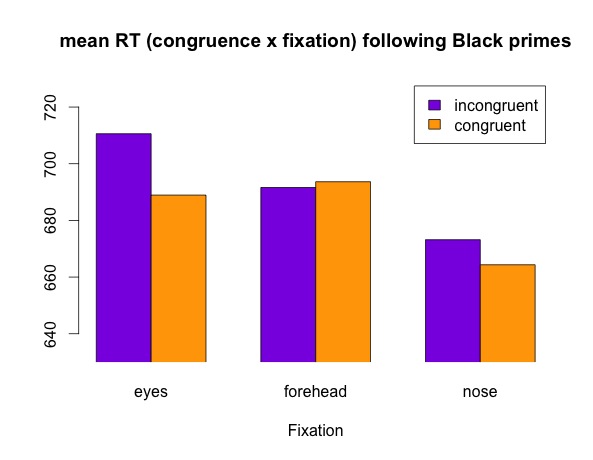 mean RT (congruence x fixation) following Black primes
incongruent
congruent
720
700
680
660
640
eyes forehead nose
Fixation